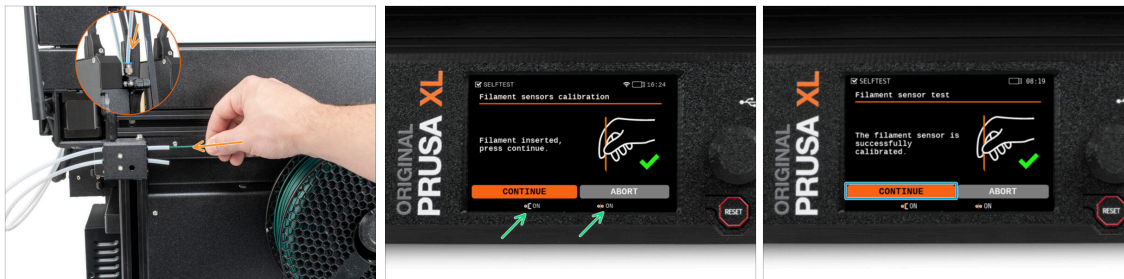 ORIGINAL
PRUSA XL
SELFTEST
16:24
Filament sensors calibration
Filament inserted,
press continue.
CONTINUE
ABORT
ON
ON
RESET
ORIGINAL
PRUSA XL
SELFTEST
08:19
Filament sensor test
The filament sensor is
successfully
calibrated.
CONTINUE
ABORT
ON
ON
RESET